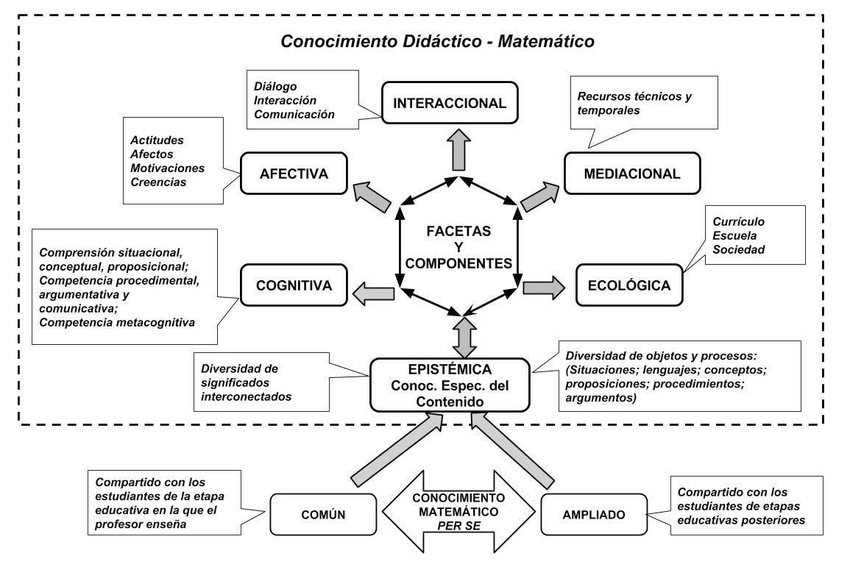 Conocimiento Didáctico - Matemático
Diálogo
Interacción
Comunicación
INTERACCIONAL
Recursos técnicos y
temporales
Actitudes
Afectos
Motivaciones
Creencias
AFECTIVA
MEDIACIONAL
FACETAS
Y
COMPONENTES
Currículo
Escuela
Sociedad
Comprensión situacional,
conceptual, proposicional;
Competencia procedimental,
argumentativa y
comunicativa;
Competencia metacognitiva
COGNITIVA
ECOLÓGICA
Diversidad de
significados
interconectados
EPISTÉMICA
Conoc. Espec. del
Contenido
Diversidad de objetos y procesos:
(Situaciones; lenguajes; conceptos;
proposiciones; procedimientos;
argumentos)
Compartido con los
estudiantes de la etapa
educativa en la que el
profesor enseña
COMÚN
CONOCIMIENTO
MATEMÁTICO
PER SE
AMPLIADO
Compartido con los
estudiantes de etapas
educativas posteriores